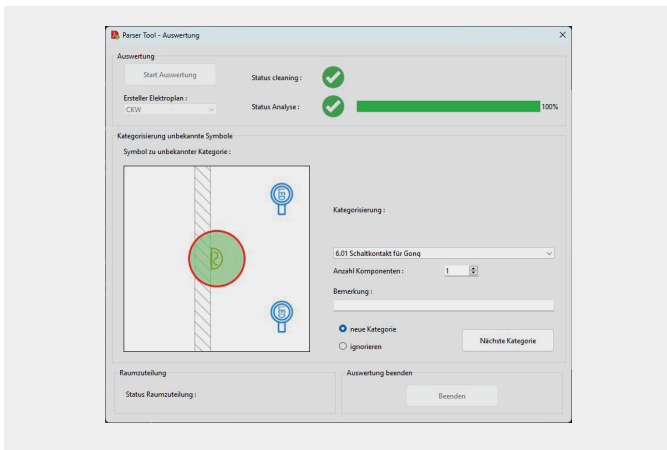 Parser Tool - Auswertung
Auswertung
Start Auswertung
Status cleaning :
Ersteller Elektroplan :
CKW
Status Analyse :
100%
Kategorisierung unbekannte Symbole
Symbol zu unbekannter Kategorie :
Kategorisierung :
6.01 Schaltkontakt für Gong
Anzahl Komponenten :
1
Bemerkung :
neue Kategorie
ignorieren
Nächste Kategorie
Raumzuteilung
Status Raumzuteilung :
Auswertung beenden
Beenden